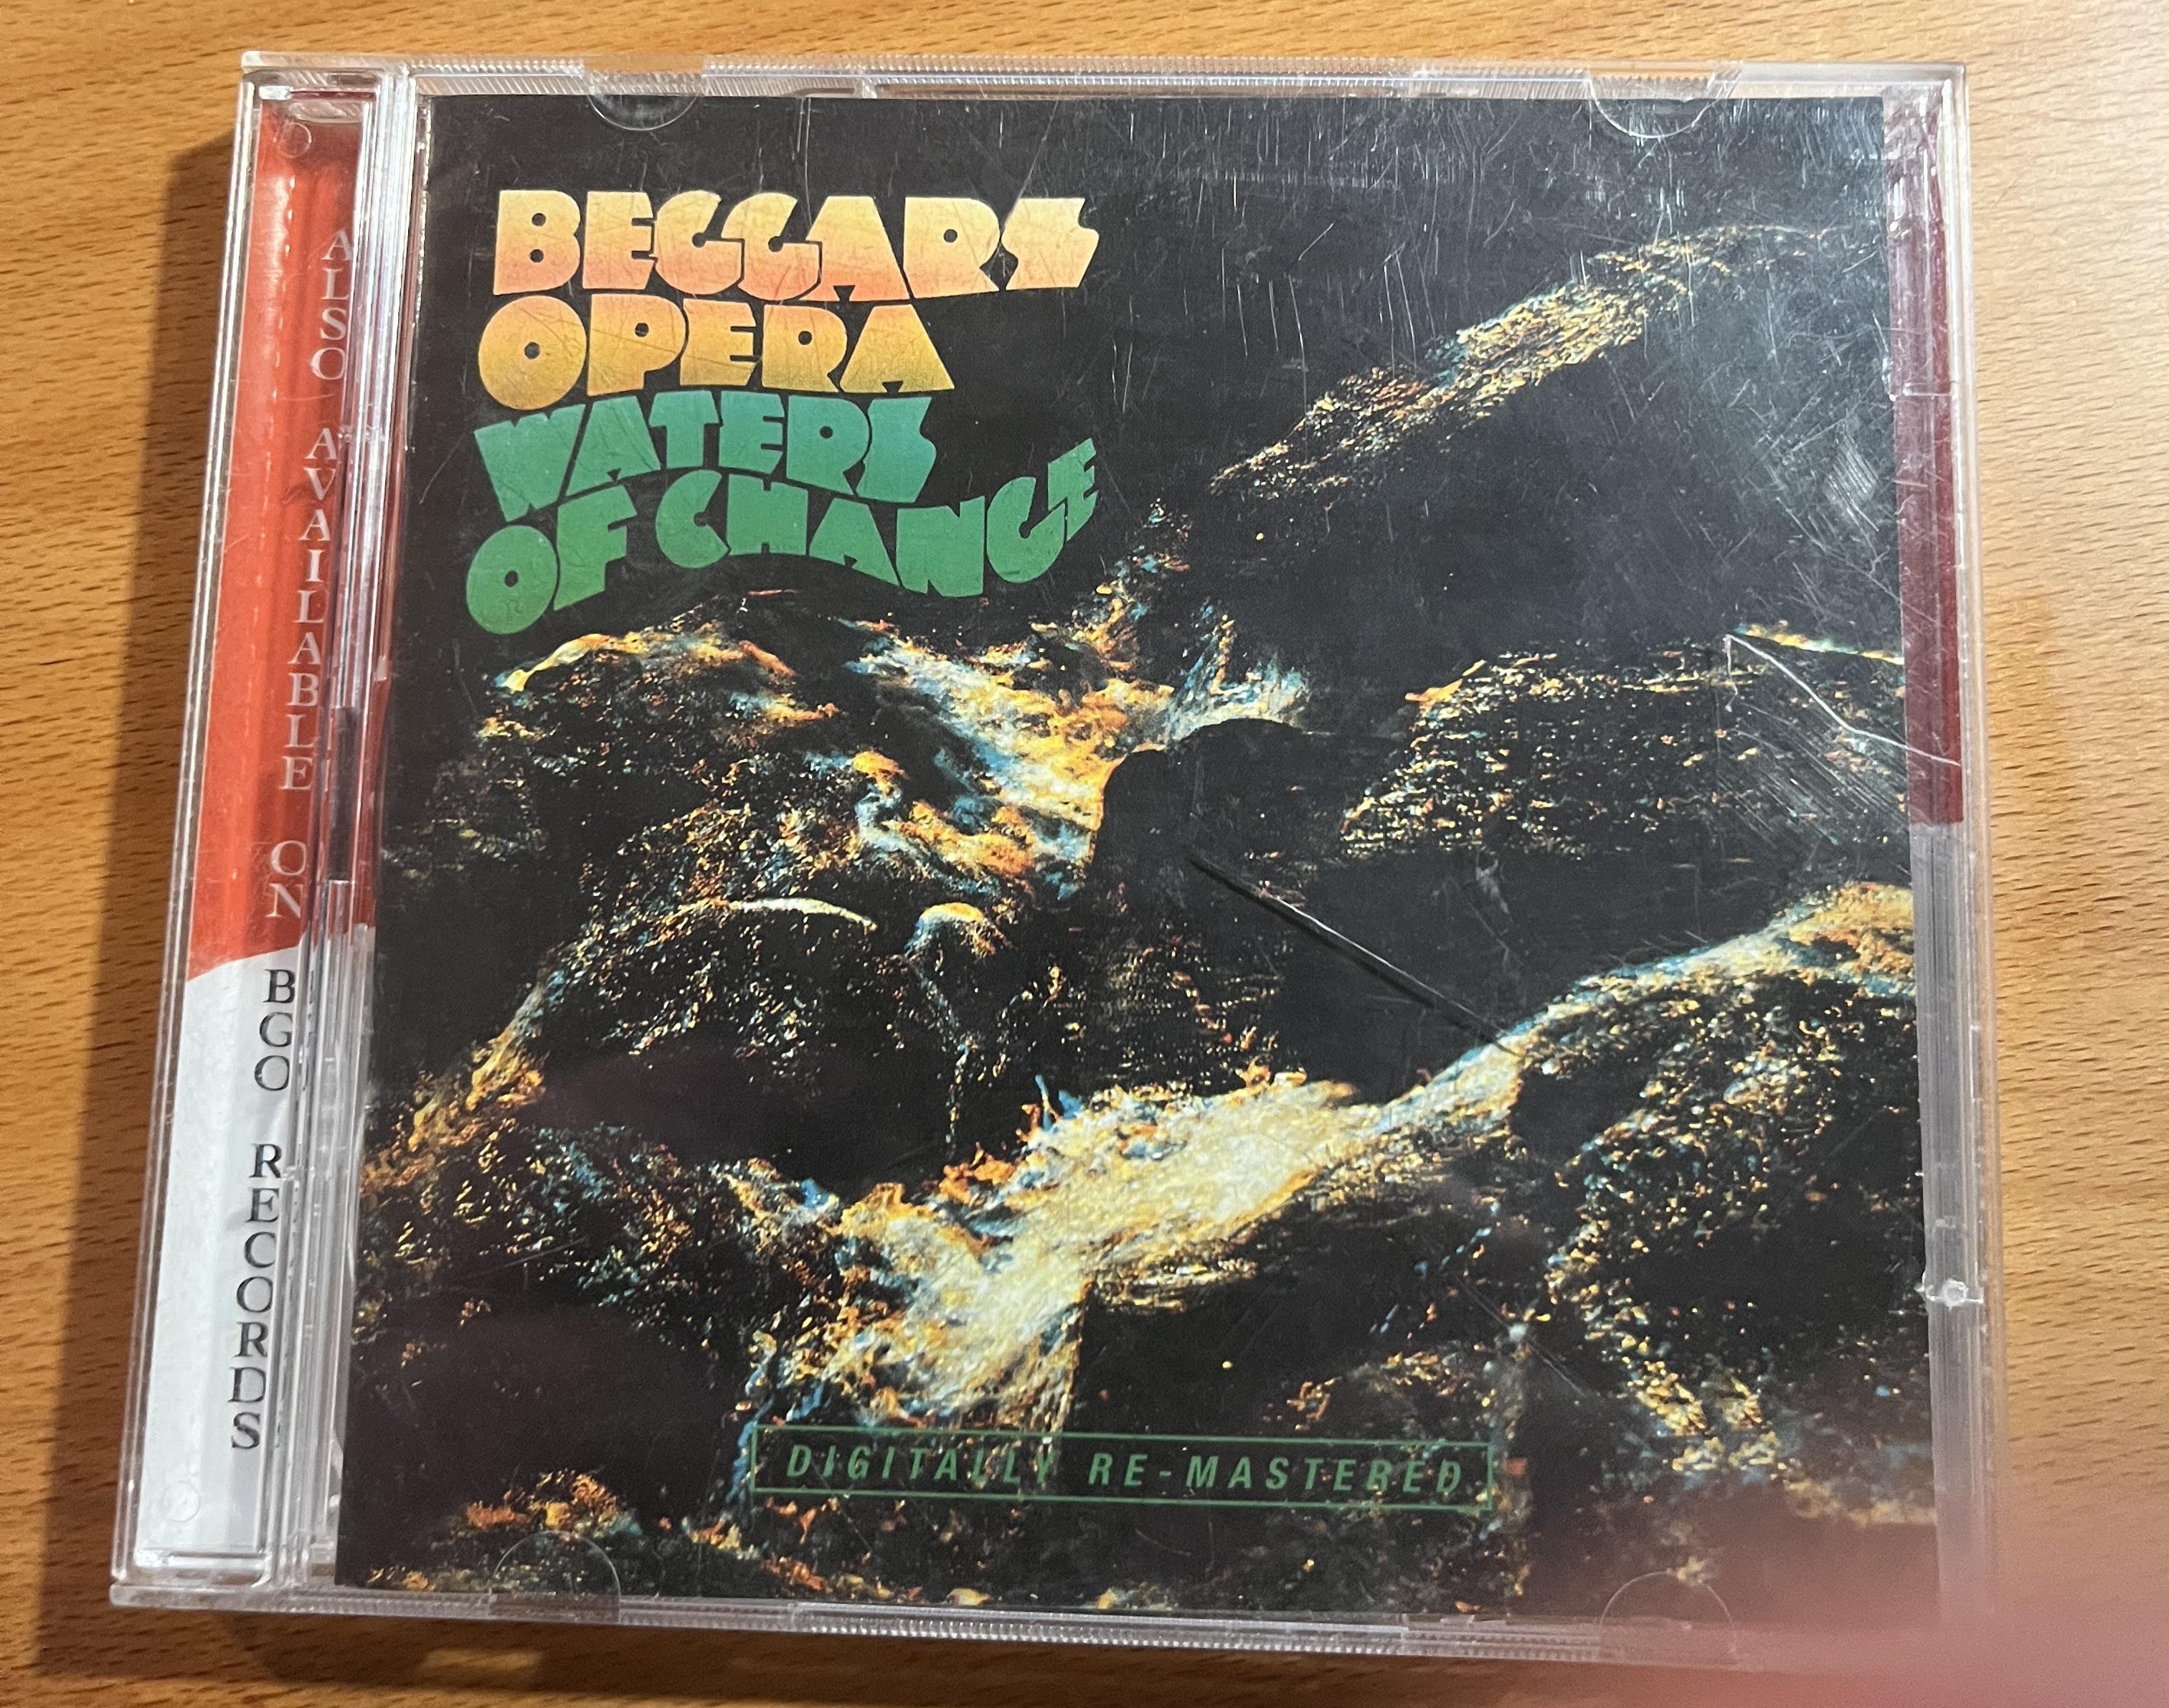 BEGGARS
OPERA
WATERS
OF CHANGE
DIGITALLY RE-MASTERED
ALSO AVAILABLE ON BGO RECORDS